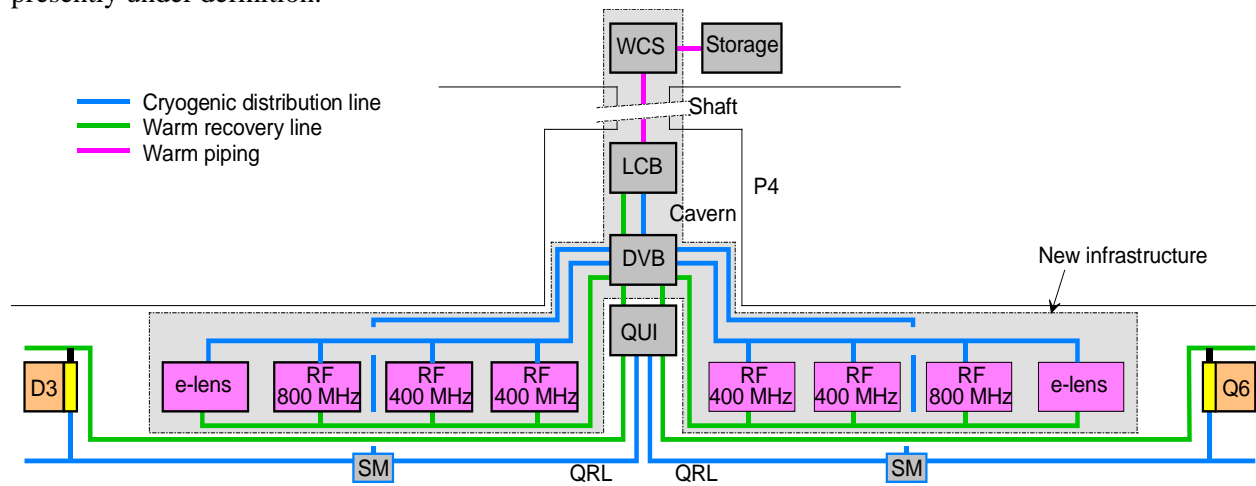 presently under definition.
WCS
Storage
Cryogenic distribution line
Shaft
Warm recovery line
Warm piping
LCB
P4
Cavern
DVB
New infrastructure
QUI
D3
e-lens
RF
800 MHz
RF
400 MHz
RF
400 MHz
RF
400 MHz
RF
400 MHz
RF
800 MHz
e-lens
Q6
SM
QRL
QRL
SM